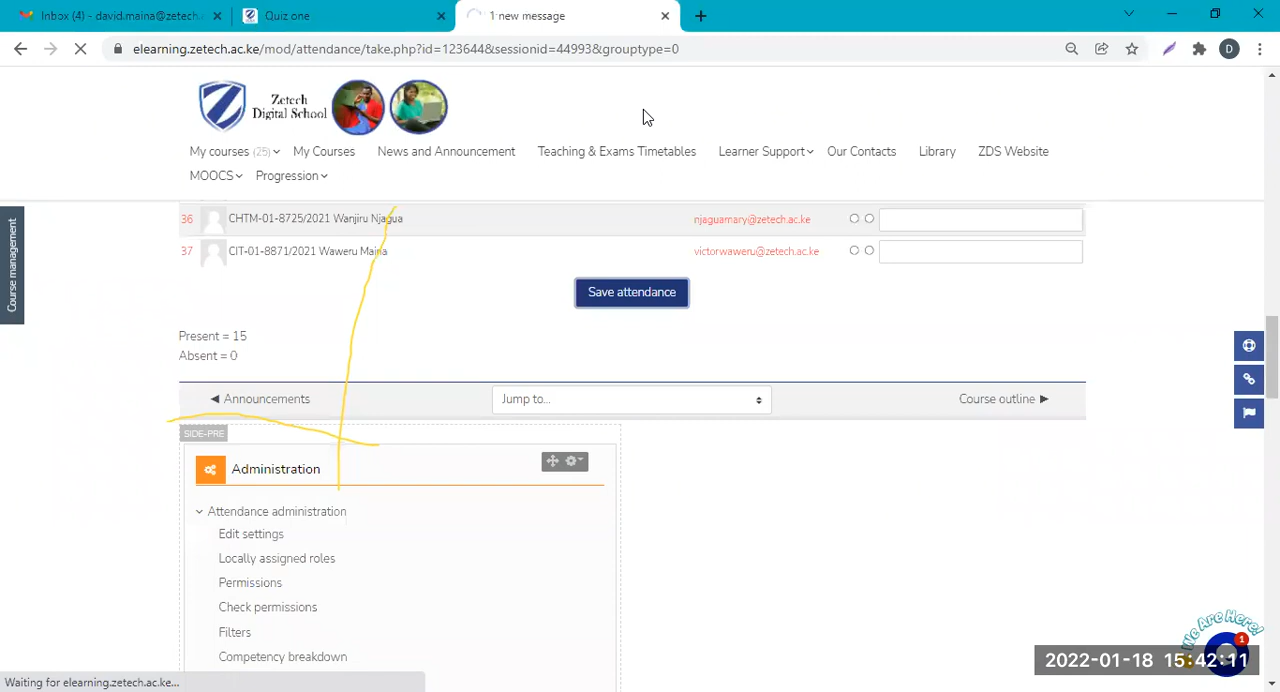 Inbox (4) - david.maina@zetech.
Quiz one
1 new message
elearning.zetech.ac.ke/mod/attendance/take.php?id=123644&sessionid=44993&grouptype=0
D
Zetech
Digital School
My courses (25) My Courses News and Announcement Teaching & Exams Timetables Learner Support Our Contacts Library ZDS Website
MOOCS Progression
Course management
36 CHTM-01-8725/2021 Wanjiru Njagua njaguamary@zetech.ac.ke
37 CIT-01-8871/2021 Waweru Maina victorwaweru@zetech.ac.ke
Save attendance
Present = 15
Absent = 0
◄ Announcements Jump to... Course outline ►
SIDE-PRE
Administration
Attendance administration
Edit settings
Locally assigned roles
Permissions
Check permissions
Filters
Competency breakdown
We Are Here!
1
2022-01-18 15:42:11
Waiting for elearning.zetech.ac.ke...